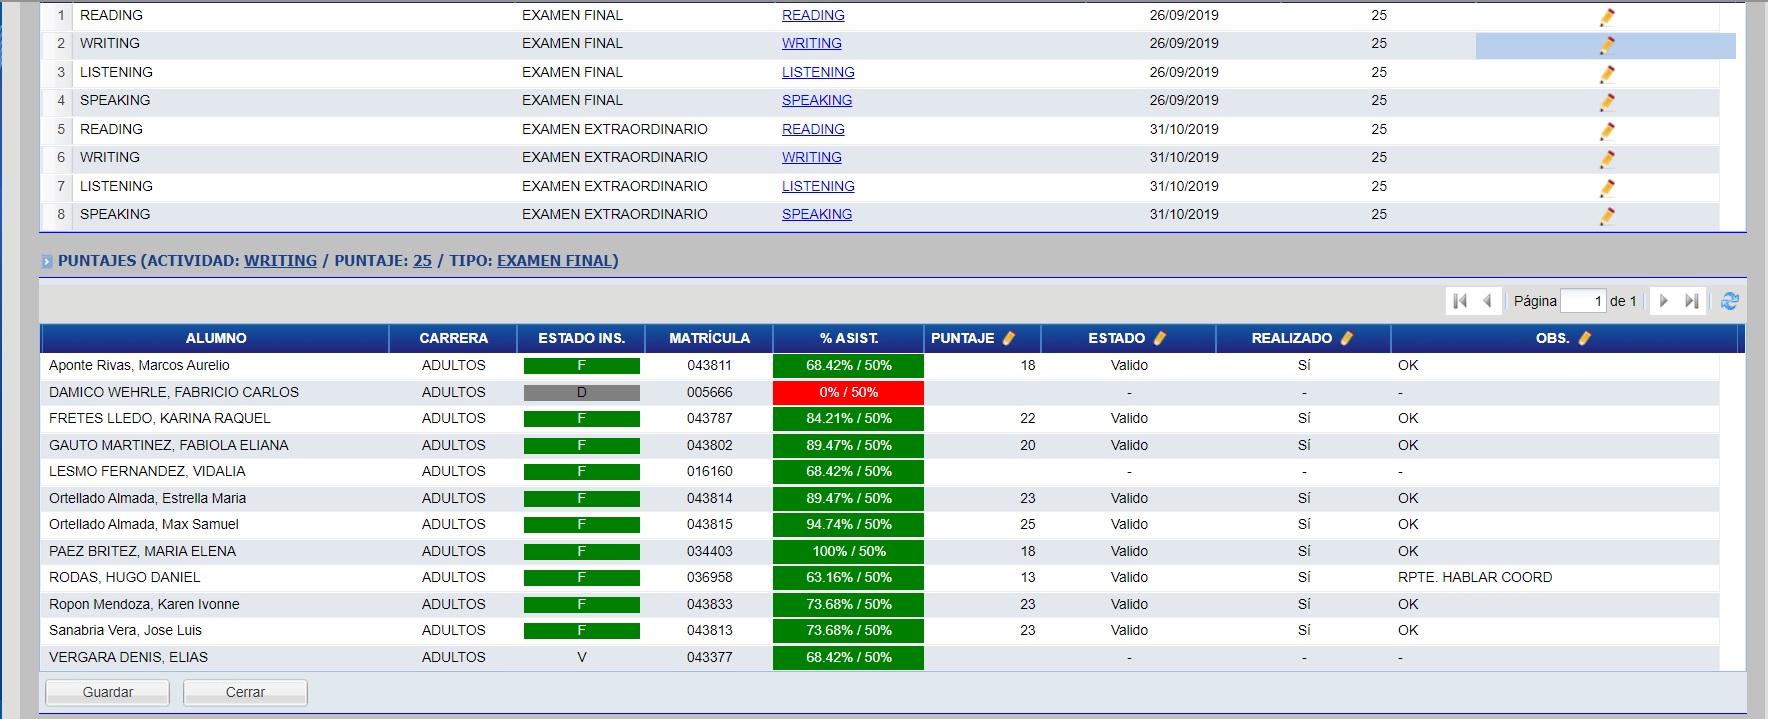 1 READING EXAMEN FINAL READING 26/09/2019 25
2 WRITING EXAMEN FINAL WRITING 26/09/2019 25
3 LISTENING EXAMEN FINAL LISTENING 26/09/2019 25
4 SPEAKING EXAMEN FINAL SPEAKING 26/09/2019 25
5 READING EXAMEN EXTRAORDINARIO READING 31/10/2019 25
6 WRITING EXAMEN EXTRAORDINARIO WRITING 31/10/2019 25
7 LISTENING EXAMEN EXTRAORDINARIO LISTENING 31/10/2019 25
8 SPEAKING EXAMEN EXTRAORDINARIO SPEAKING 31/10/2019 25
PUNTAJES (ACTIVIDAD: WRITING / PUNTAJE: 25 / TIPO: EXAMEN FINAL)
Página 1 de 1
ALUMNO CARRERA ESTADO INS. MATRÍCULA % ASIST. PUNTAJE ESTADO REALIZADO OBS.
Aponte Rivas, Marcos Aurelio ADULTOS F 043811 68.42% / 50% 18 Valido Sí OK
DAMICO WEHRLE, FABRICIO CARLOS ADULTOS D 005666 0% / 50% - - -
FRETES LLEDO, KARINA RAQUEL ADULTOS F 043787 84.21% / 50% 22 Valido Sí OK
GAUTO MARTINEZ, FABIOLA ELIANA ADULTOS F 043802 89.47% / 50% 20 Valido Sí OK
LESMO FERNANDEZ, VIDALIA ADULTOS F 016160 68.42% / 50% - - -
Ortellado Almada, Estrella Maria ADULTOS F 043814 89.47% / 50% 23 Valido Sí OK
Ortellado Almada, Max Samuel ADULTOS F 043815 94.74% / 50% 25 Valido Sí OK
PAEZ BRITEZ, MARIA ELENA ADULTOS F 034403 100% / 50% 18 Valido Sí OK
RODAS, HUGO DANIEL ADULTOS F 036958 63.16% / 50% 13 Valido Sí RPTE. HABLAR COORD
Ropon Mendoza, Karen Ivonne ADULTOS F 043833 73.68% / 50% 23 Valido Sí OK
Sanabria Vera, Jose Luis ADULTOS F 043813 73.68% / 50% 23 Valido Sí OK
VERGARA DENIS, ELIAS ADULTOS V 043377 68.42% / 50% - - -
Guardar Cerrar